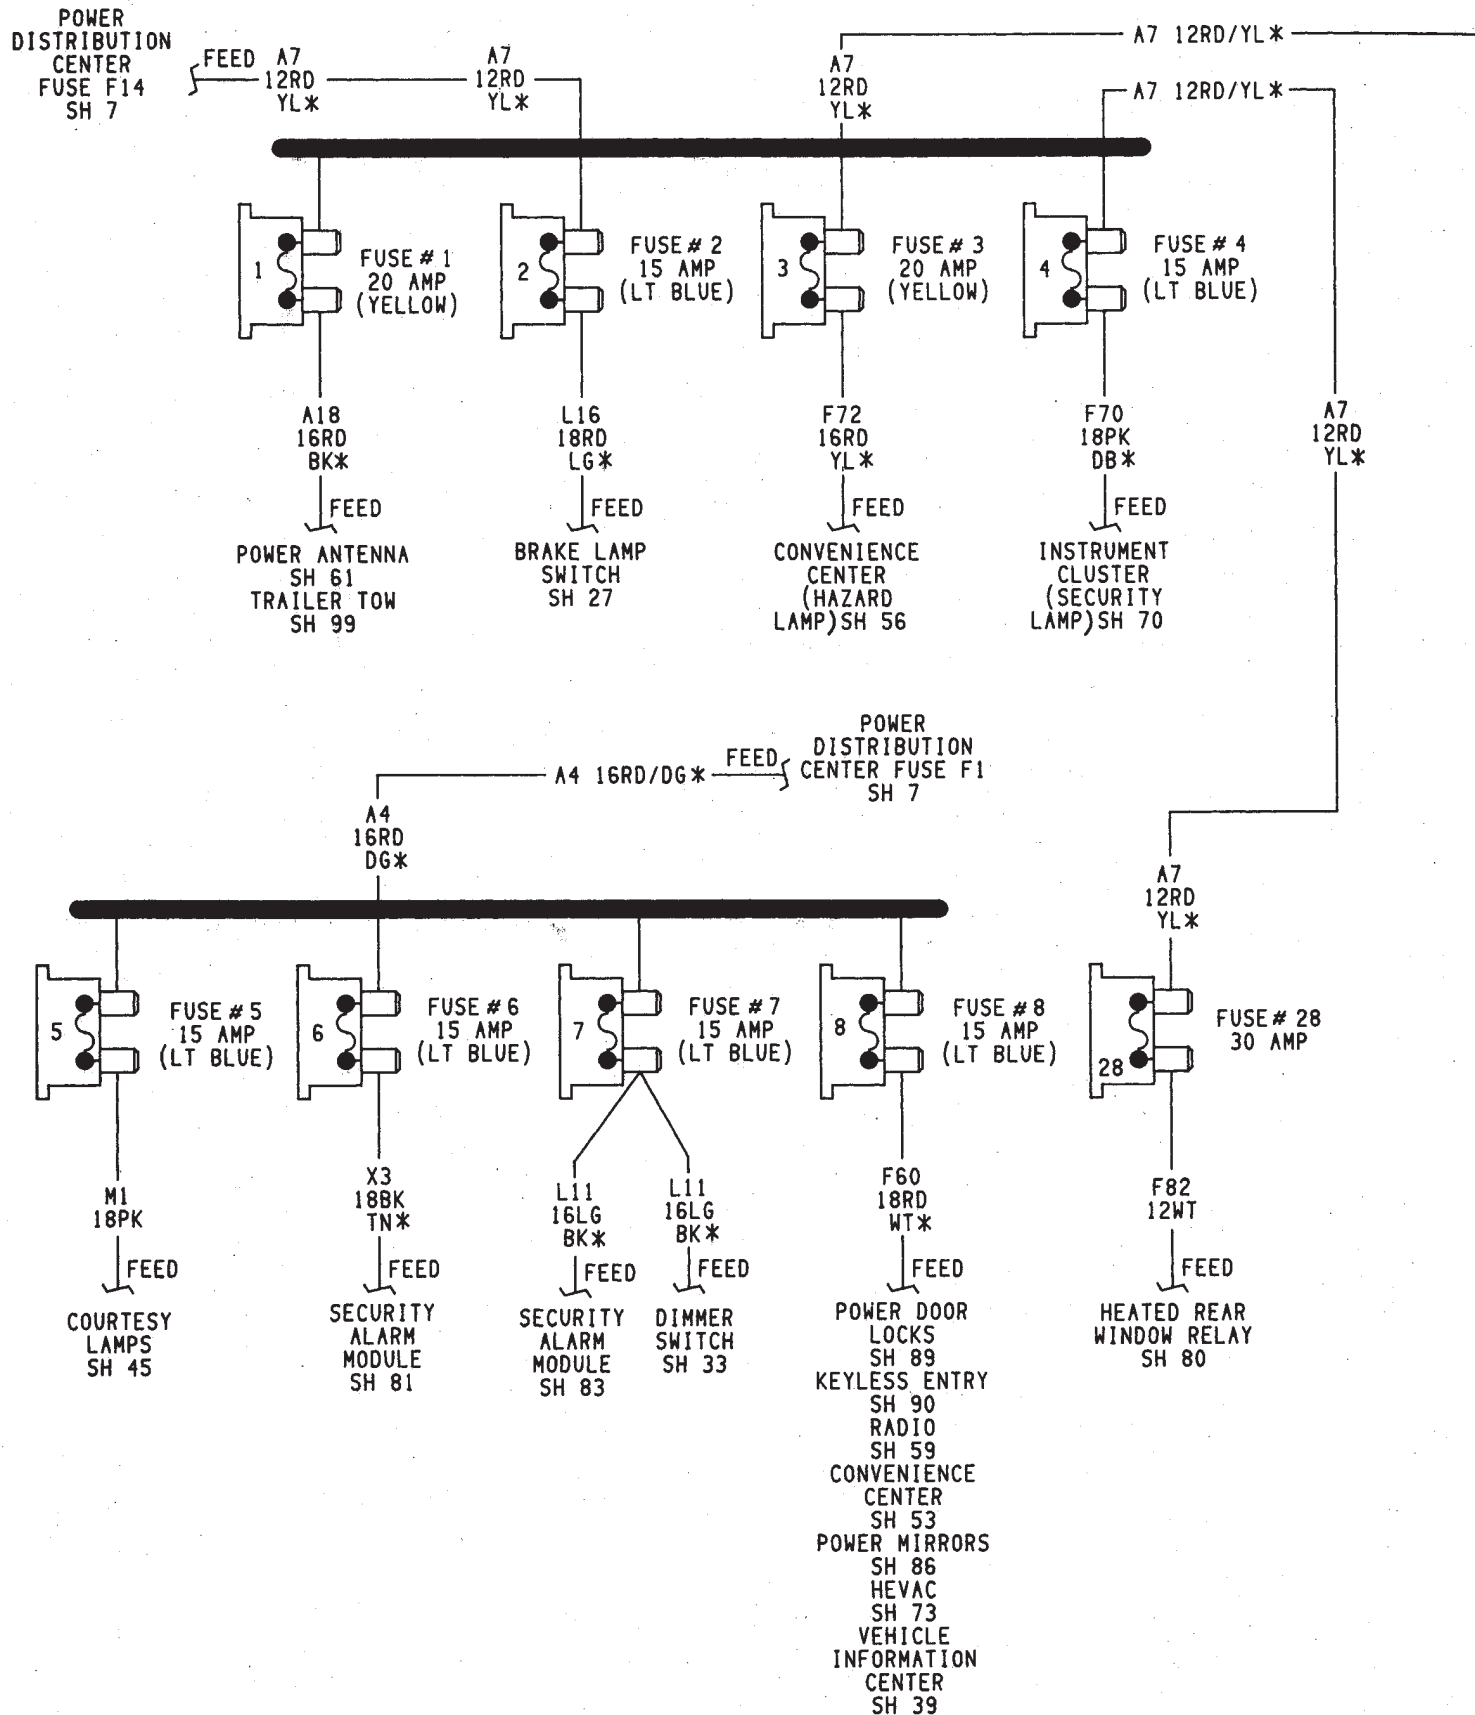 POWER
DISTRIBUTION
CENTER
FUSE F14
SH 7
FEED
A7
12RD
YL*
A7
12RD
YL*
A7
12RD
YL*
A7 12RD/YL*
A7 12RD/YL*
1
FUSE # 1
20 AMP
(YELLOW)
2
FUSE # 2
15 AMP
(LT BLUE)
3
FUSE # 3
20 AMP
(YELLOW)
4
FUSE # 4
15 AMP
(LT BLUE)
A18
16RD
BK*
FEED
POWER ANTENNA
SH 61
TRAILER TOW
SH 99
L16
18RD
LG*
FEED
BRAKE LAMP
SWITCH
SH 27
F72
16RD
YL*
FEED
CONVENIENCE
CENTER
(HAZARD
LAMP)SH 56
F70
18PK
DB*
FEED
INSTRUMENT
CLUSTER
(SECURITY
LAMP)SH 70
A7
12RD
YL*
POWER
DISTRIBUTION
CENTER FUSE F1
SH 7
FEED
A4 16RD/DG*
A4
16RD
DG*
A7
12RD
YL*
5
FUSE # 5
15 AMP
(LT BLUE)
6
FUSE # 6
15 AMP
(LT BLUE)
7
FUSE # 7
15 AMP
(LT BLUE)
8
FUSE # 8
15 AMP
(LT BLUE)
28
FUSE # 28
30 AMP
M1
18PK
FEED
COURTESY
LAMPS
SH 45
X3
18BK
TN*
FEED
SECURITY
ALARM
MODULE
SH 81
L11
16LG
BK*
FEED
SECURITY
ALARM
MODULE
SH 83
L11
16LG
BK*
FEED
DIMMER
SWITCH
SH 33
F60
18RD
WT*
FEED
POWER DOOR
LOCKS
SH 89
KEYLESS ENTRY
SH 90
RADIO
SH 59
CONVENIENCE
CENTER
SH 53
POWER MIRRORS
SH 86
HEVAC
SH 73
VEHICLE
INFORMATION
CENTER
SH 39
F82
12WT
FEED
HEATED REAR
WINDOW RELAY
SH 80